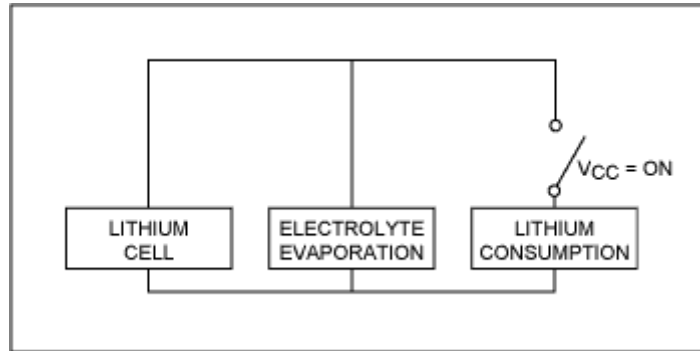 VCC = ON
LITHIUM
CELL
ELECTROLYTE
EVAPORATION
LITHIUM
CONSUMPTION